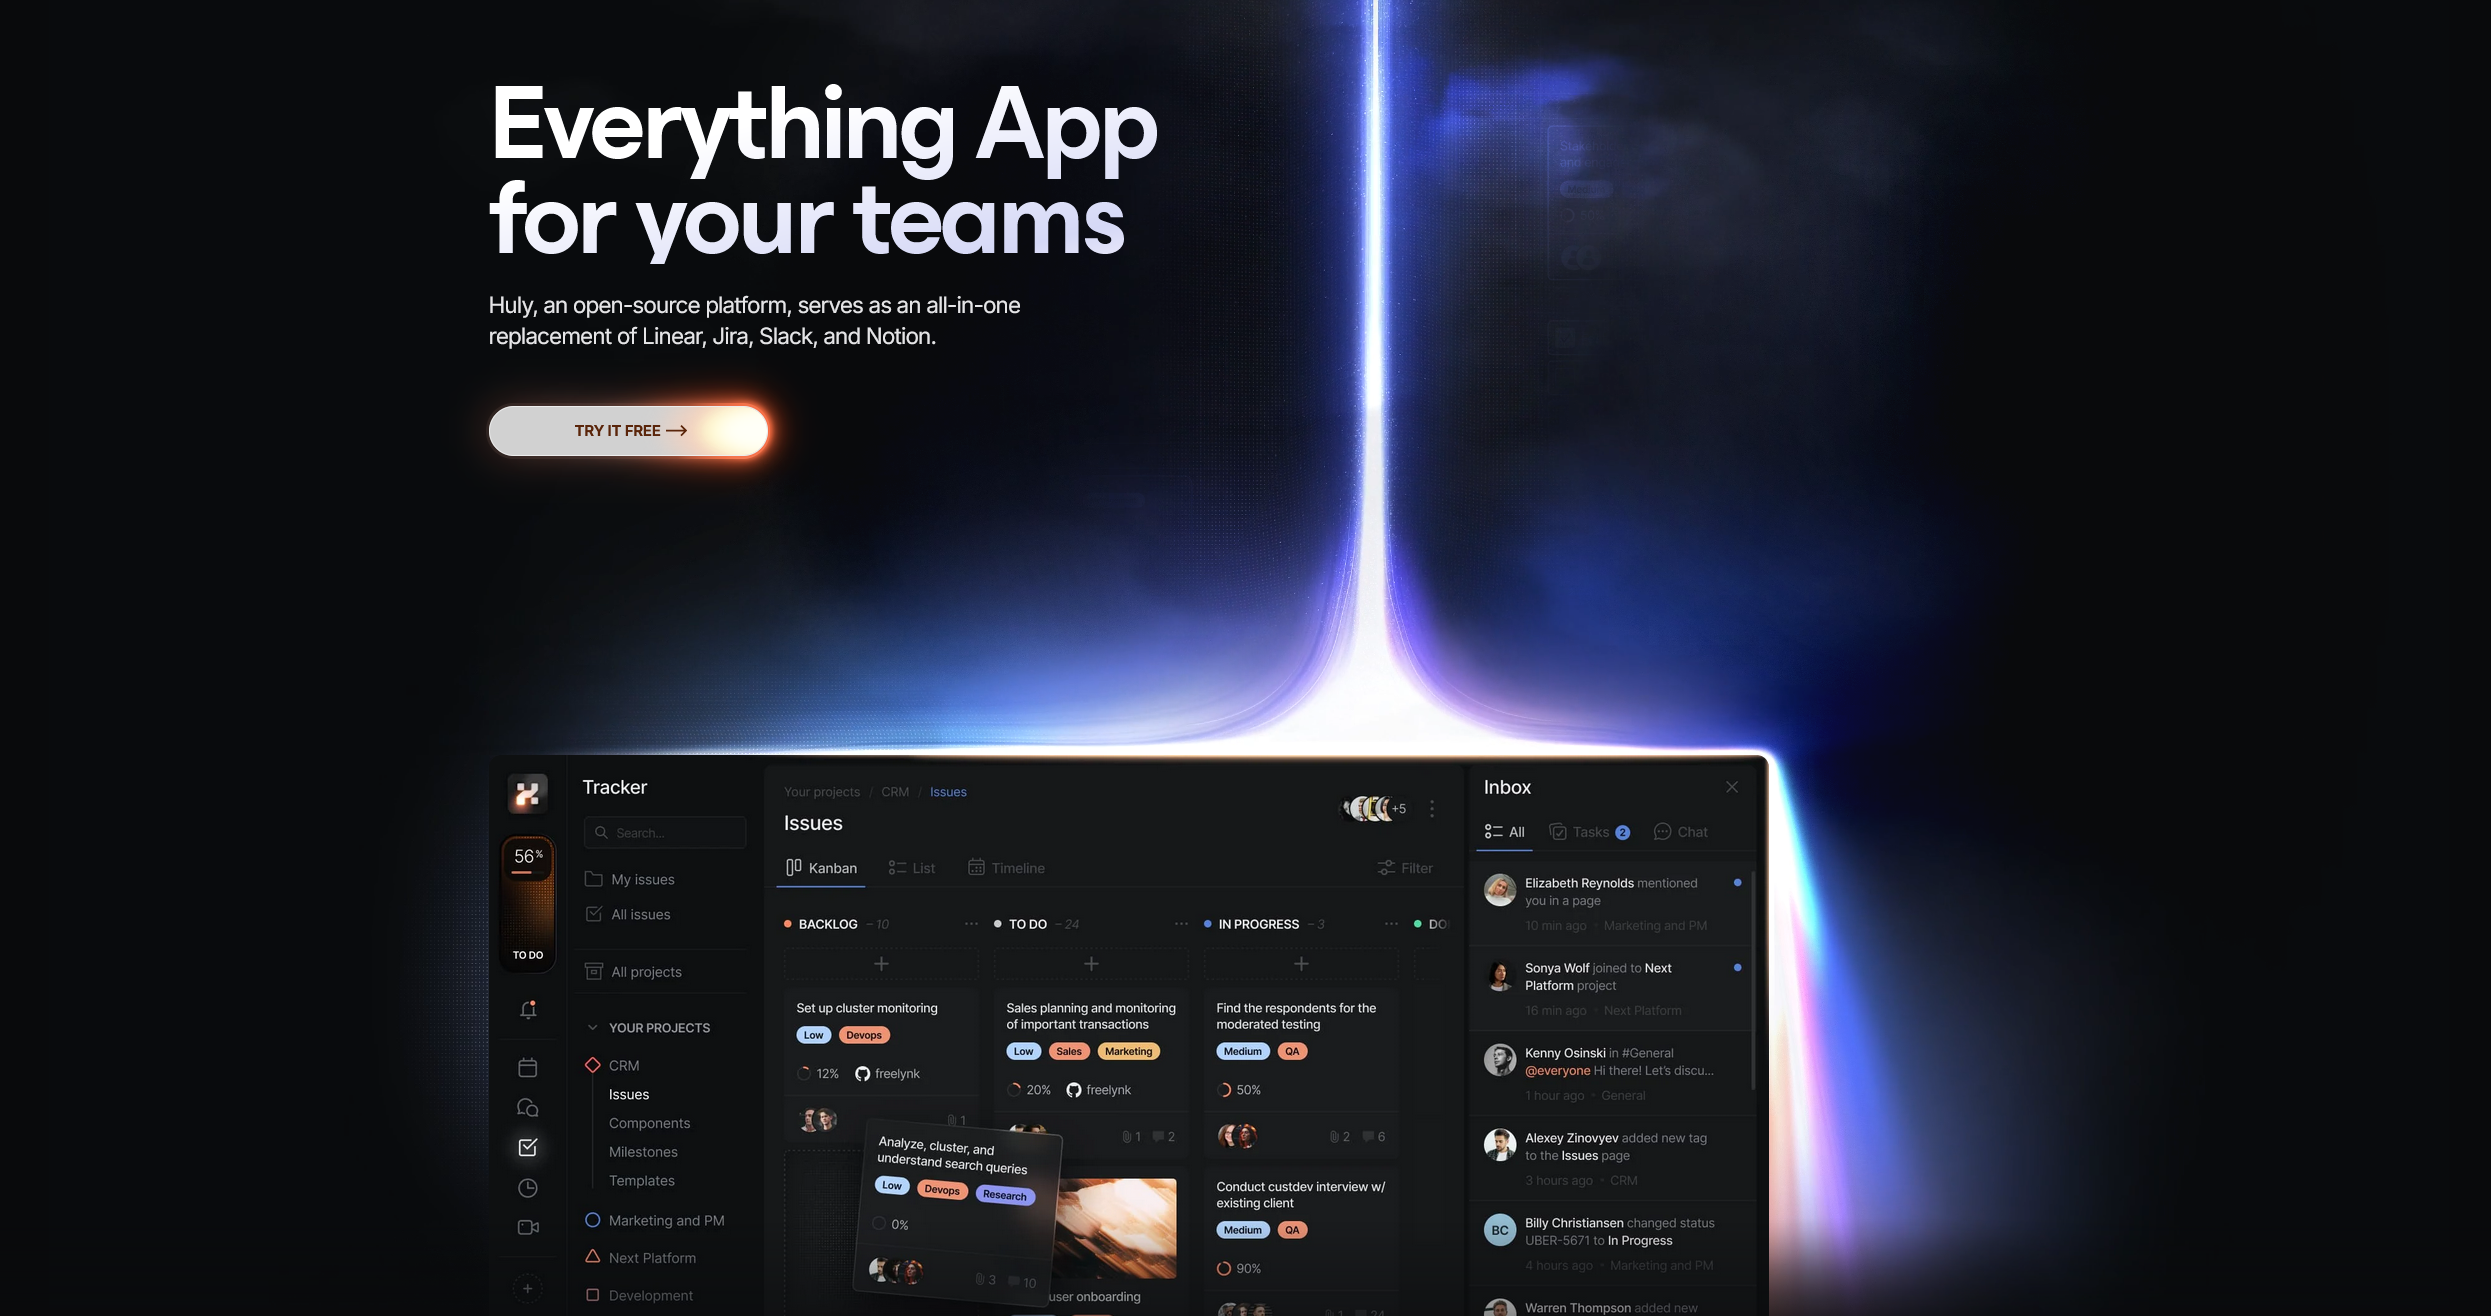 Everything App
for your teams
Huly, an open-source platform, serves as an all-in-one
replacement of Linear, Jira, Slack, and Notion.
TRY IT FREE →
56%
TO DO
Tracker
Search...
My issues
All issues
All projects
YOUR PROJECTS
CRM
Issues
Components
Milestones
Templates
Marketing and PM
Next Platform
Development
Your projects / CRM / Issues
Issues
+5
Kanban
List
Timeline
Filter
BACKLOG – 10
Set up cluster monitoring
Low Devops
12% freelynk
1
Analyze, cluster, and
understand search queries
Low Devops Research
0%
3 10
TO DO – 24
Sales planning and monitoring
of important transactions
Low Sales Marketing
20% freelynk
1 2
user onboarding
IN PROGRESS – 3
Find the respondents for the
moderated testing
Medium QA
50%
2 6
Conduct custdev interview w/
existing client
Medium QA
90%
1 24
DO
Inbox
All
Tasks 2
Chat
Elizabeth Reynolds mentioned
you in a page
10 min ago • Marketing and PM
Sonya Wolf joined to Next
Platform project
16 min ago • Next Platform
Kenny Osinski in #General
@everyone Hi there! Let's discu...
1 hour ago • General
Alexey Zinovyev added new tag
to the Issues page
3 hours ago • CRM
BC
Billy Christiansen changed status
UBER-5671 to In Progress
4 hours ago • Marketing and PM
Warren Thompson added new